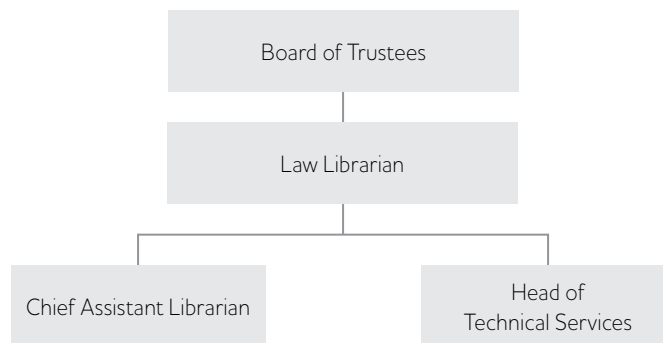 Board of Trustees
Law Librarian
Chief Assistant Librarian
Head of
Technical Services